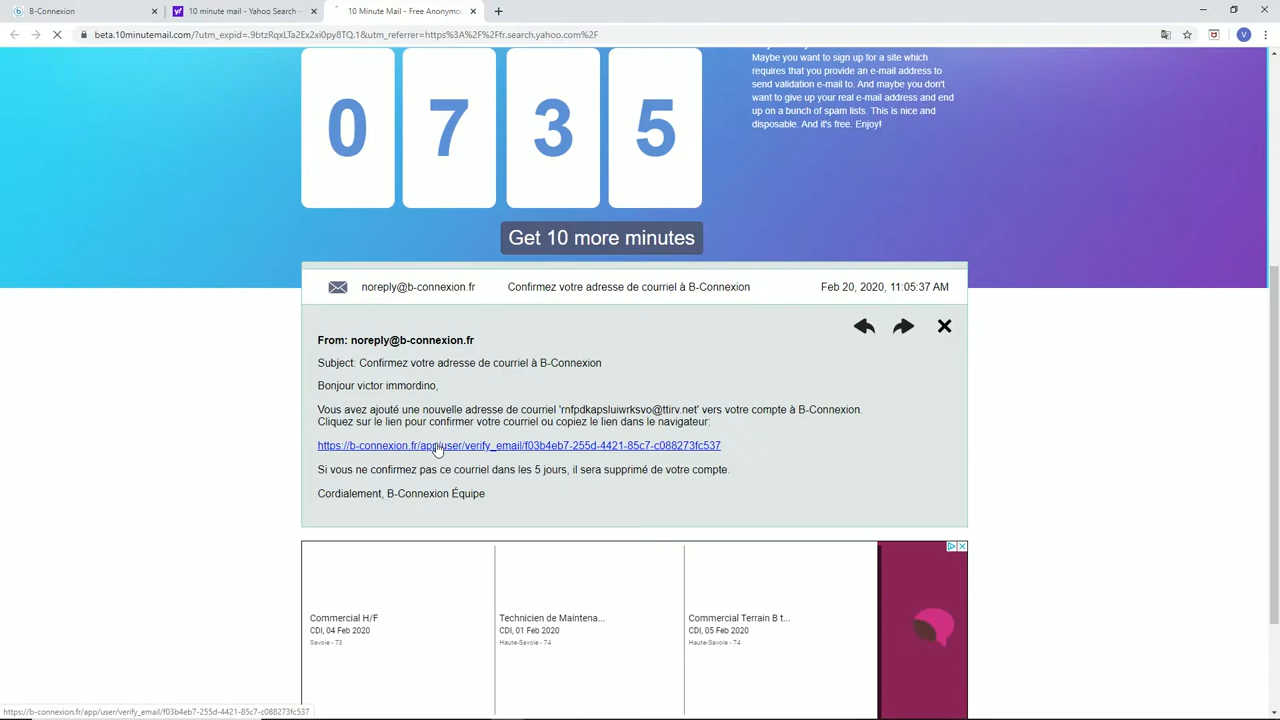 B-Connexion
10 minute mail - Yahoo Search -
10 Minute Mail - Free Anonymo
beta.10minutemail.com/?utm_expid=.9btzRqxLTa2Ex2xi0py8TQ.1&utm_referrer=https%3A%2F%2Ffr.search.yahoo.com%2F
V
Maybe you want to sign up for a site which
requires that you provide an e-mail address to
send validation e-mail to. And maybe you don't
want to give up your real e-mail address and end
up on a bunch of spam lists. This is nice and
disposable. And it's free. Enjoy!
0 7 3 5
Get 10 more minutes
noreply@b-connexion.fr Confirmez votre adresse de courriel à B-Connexion Feb 20, 2020, 11:05:37 AM
From: noreply@b-connexion.fr
Subject: Confirmez votre adresse de courriel à B-Connexion
Bonjour victor immordino,
Vous avez ajouté une nouvelle adresse de courriel 'rnfpdkapsluiwrksvo@ttirv.net' vers votre compte à B-Connexion.
Cliquez sur le lien pour confirmer votre courriel ou copiez le lien dans le navigateur:
https://b-connexion.fr/app/user/verify_email/f03b4eb7-255d-4421-85c7-c088273fc537
Si vous ne confirmez pas ce courriel dans les 5 jours, il sera supprimé de votre compte.
Cordialement, B-Connexion Équipe
Commercial H/F
CDI, 04 Feb 2020
Savoie - 73
Technicien de Maintena...
CDI, 01 Feb 2020
Haute-Savoie - 74
Commercial Terrain B t...
CDI, 05 Feb 2020
Haute-Savoie - 74
https://b-connexion.fr/app/user/verify_email/f03b4eb7-255d-4421-85c7-c088273fc537